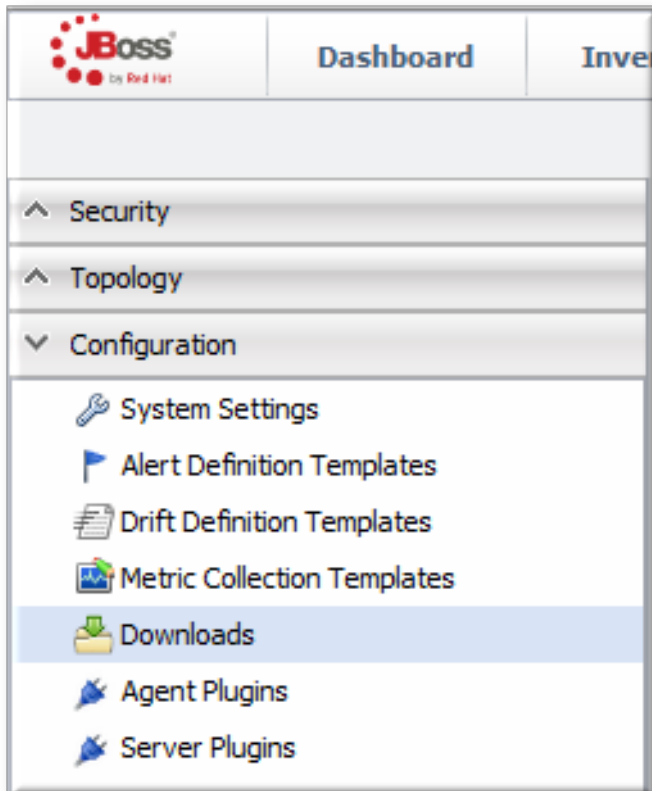 JBoss
by Red Hat
Dashboard
Inve
Security
Topology
Configuration
System Settings
Alert Definition Templates
Drift Definition Templates
Metric Collection Templates
Downloads
Agent Plugins
Server Plugins